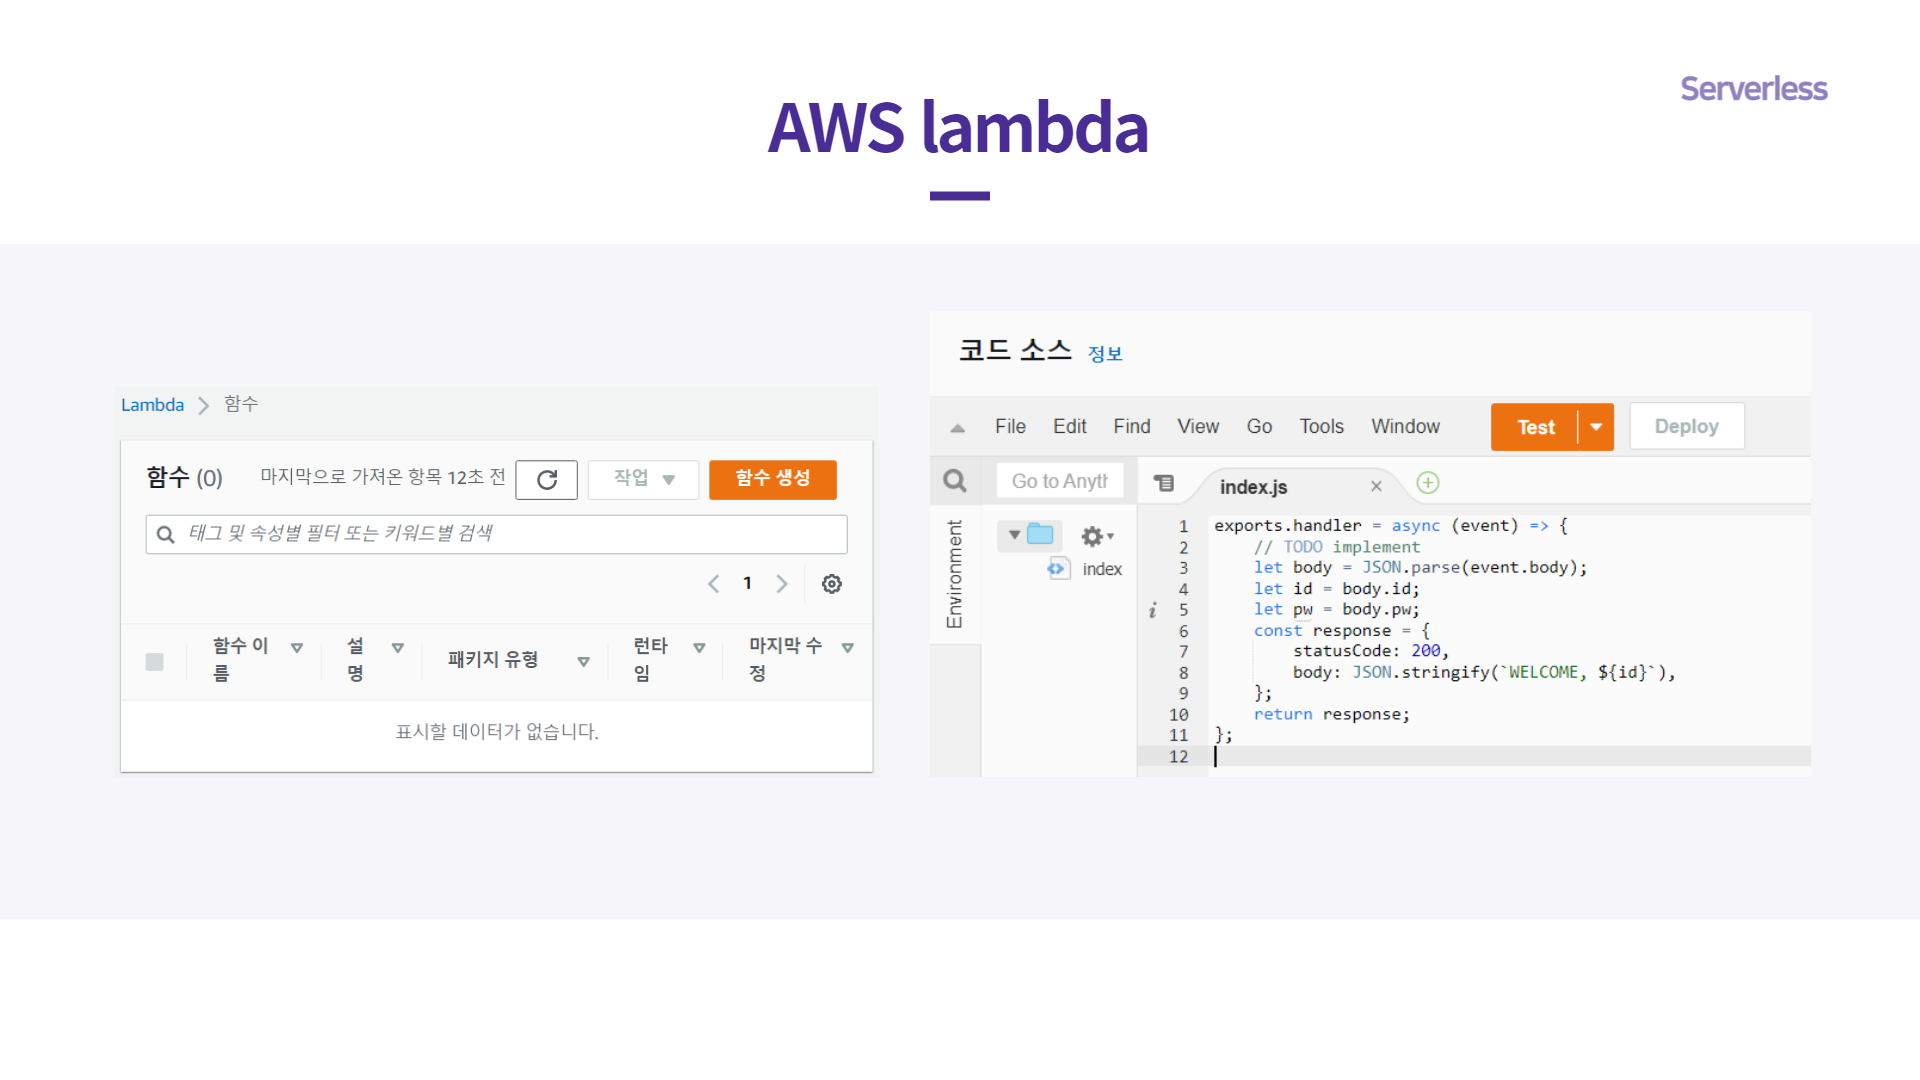 Serverless
AWS lambda
Lambda > 함수
함수 (0) 마지막으로 가져온 항목 12초 전 작업 함수 생성
태그 및 속성별 필터 또는 키워드별 검색
1
함수 이름 설명 패키지 유형 런타임 마지막 수정
표시할 데이터가 없습니다.
코드 소스 정보
File Edit Find View Go Tools Window Test Deploy
Go to Anyth
index.js
Environment
index
1 exports.handler = async (event) => {
2 // TODO implement
3 let body = JSON.parse(event.body);
4 let id = body.id;
5 let pw = body.pw;
6 const response = {
7 statusCode: 200,
8 body: JSON.stringify(`WELCOME, ${id}`),
9 };
10 return response;
11 };
12